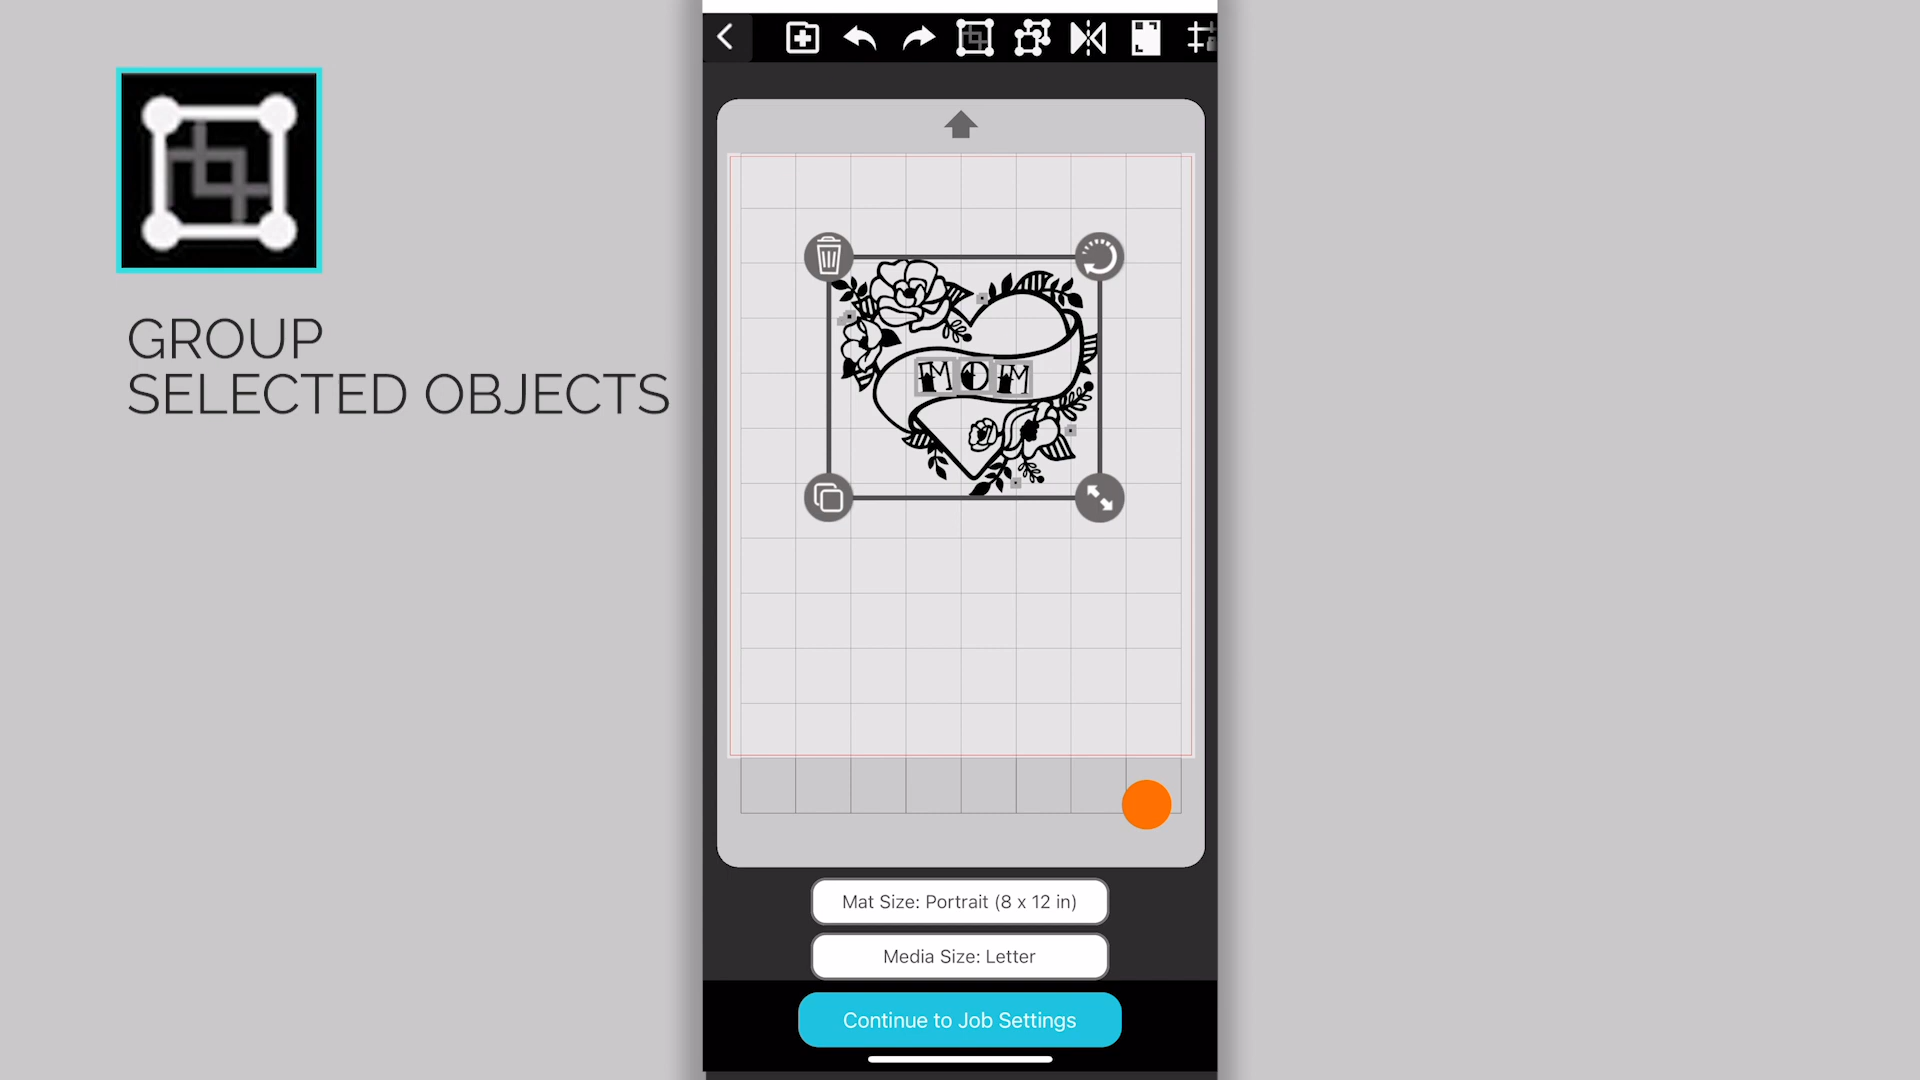 GROUP
SELECTED OBJECTS
MOM
Mat Size: Portrait (8 x 12 in)
Media Size: Letter
Continue to Job Settings